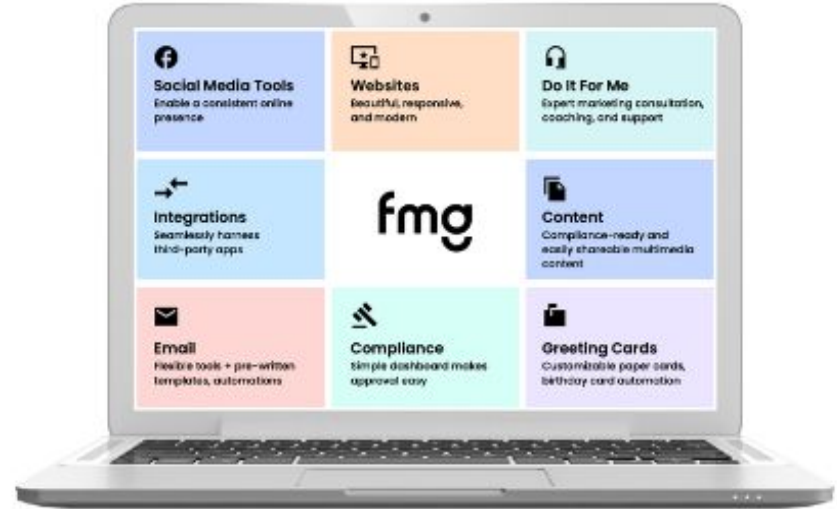 Social Media Tools
Enable a consistent online
presence
Websites
Beautiful, responsive,
and modern
Do It For Me
Expert marketing consultation,
coaching, and support
Integrations
Seamlessly harness
third-party apps
fmg
Content
Compliance-ready and
easily shareable multimedia
content
Email
Flexible tools + pre-written
templates, automations
Compliance
Simple dashboard makes
approval easy
Greeting Cards
Customizable paper cards,
birthday card automation